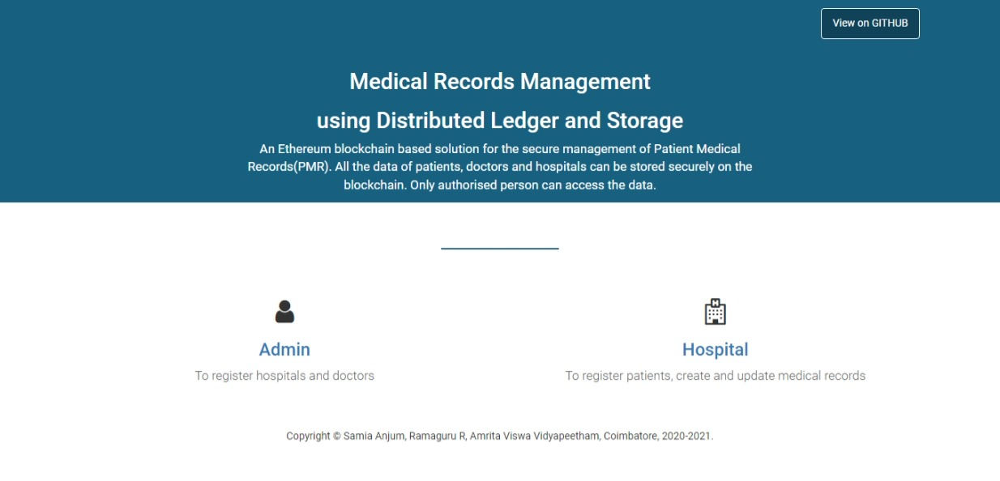 View on GITHUB
Medical Records Management
using Distributed Ledger and Storage
An Ethereum blockchain based solution for the secure management of Patient Medical
Records(PMR). All the data of patients, doctors and hospitals can be stored securely on the
blockchain. Only authorised person can access the data.
H
Admin
Hospital
To register hospitals and doctors
To register patients, create and update medical records
Copyright © Samia Anjum, Ramaguru R, Amrita Viswa Vidyapeetham, Coimbatore, 2020-2021.